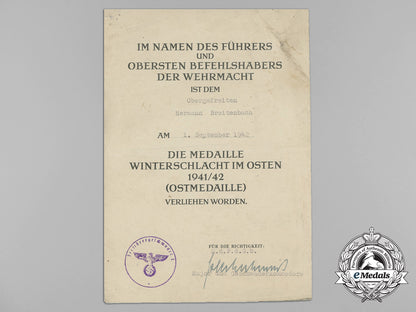 IM NAMEN DES FÜHRERS
UND
OBERSTEN BEFEHLSHABERS
DER WEHRMACHT
IST DEM
Obergefreiten
Hermann Breitenbach
AM 1. September 1942
DIE MEDAILLE
WINTERSCHLACHT IM OSTEN
1941/42
(OSTMEDAILLE)
VERLIEHEN WORDEN.
FÜR DIE RICHTIGKEIT:
Major
eMedals